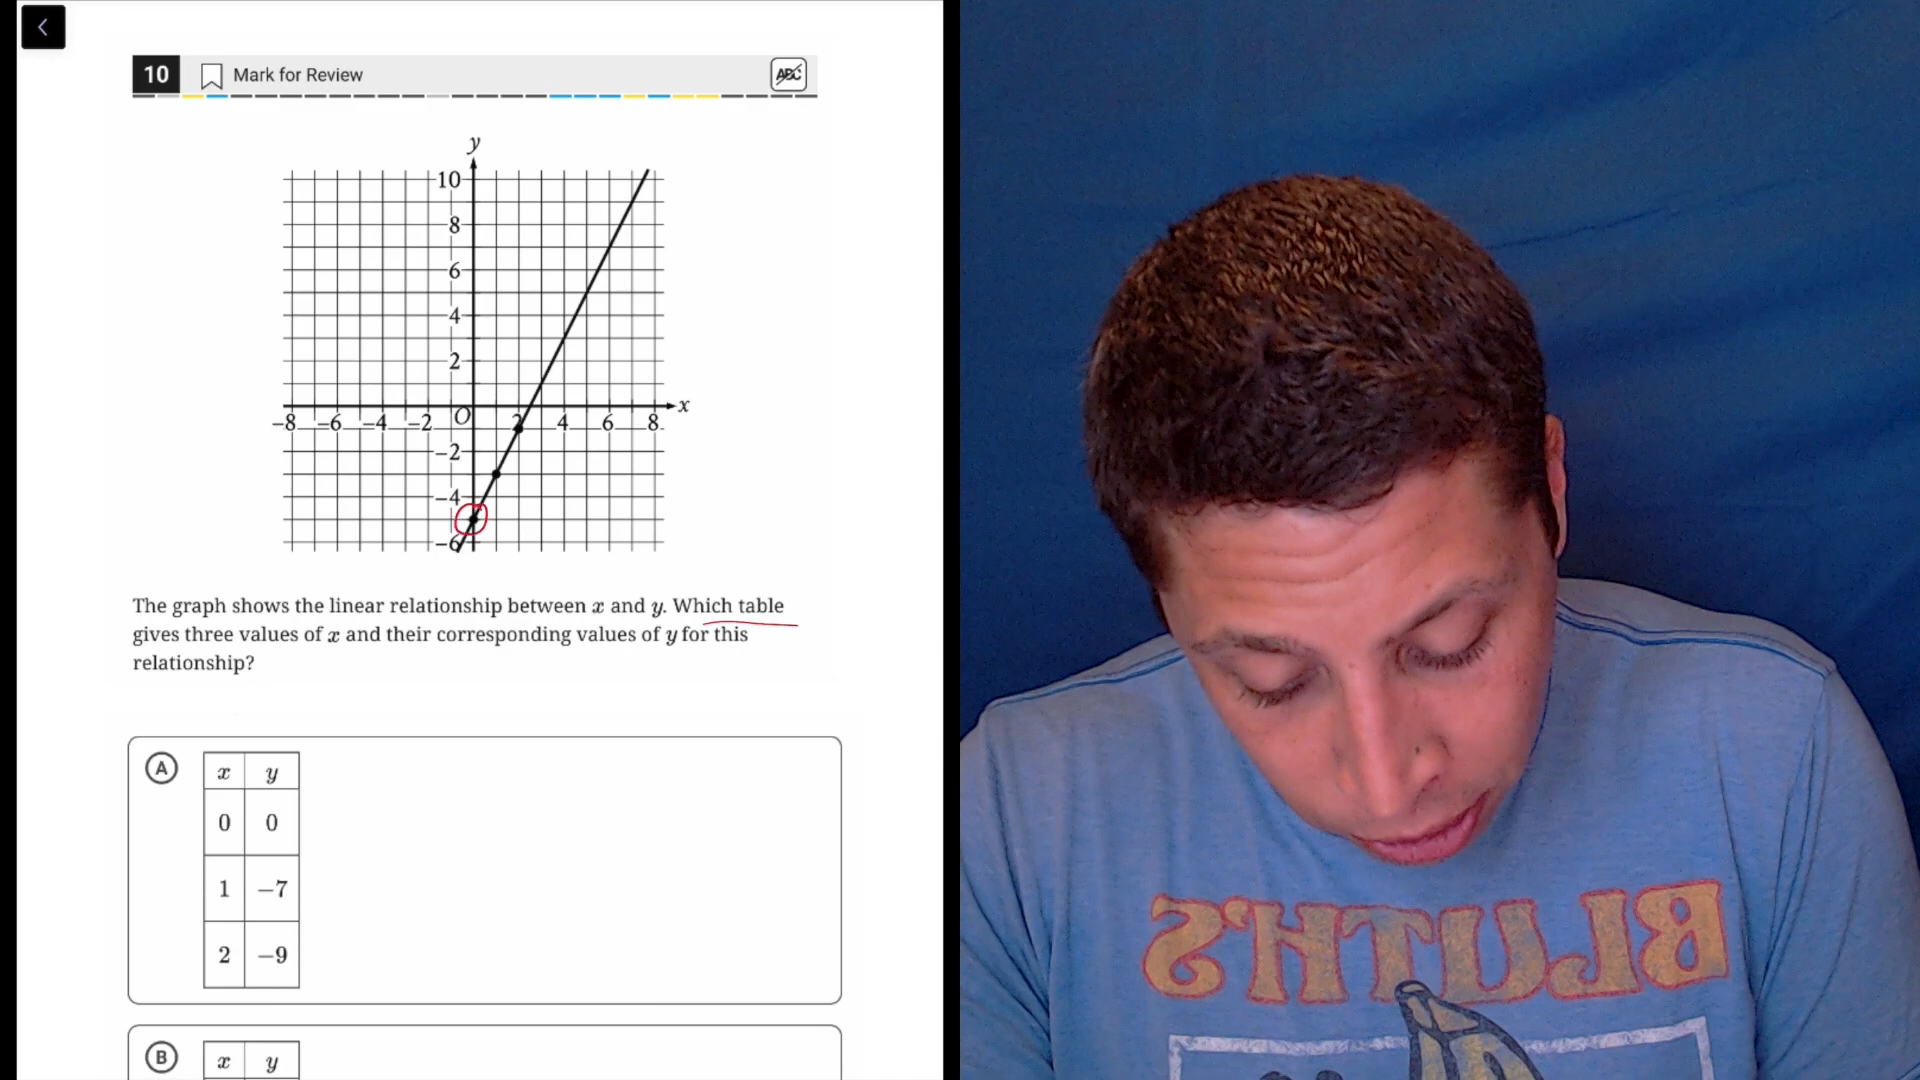 10 Mark for Review ABC
y
10
8
6
4
2
x
-8 -6 -4 -2 O 2 4 6 8
-2
-4
-6
The graph shows the linear relationship between x and y. Which table
gives three values of x and their corresponding values of y for this
relationship?
A
x y
0 0
1 -7
2 -9
B
x y
BLUTH'S